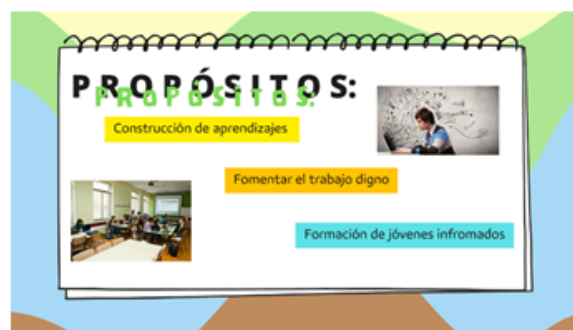 PROPÓSITOS:
PROPÓSITOS:
Construcción de aprendizajes
Fomentar el trabajo digno
Formación de jóvenes infromados